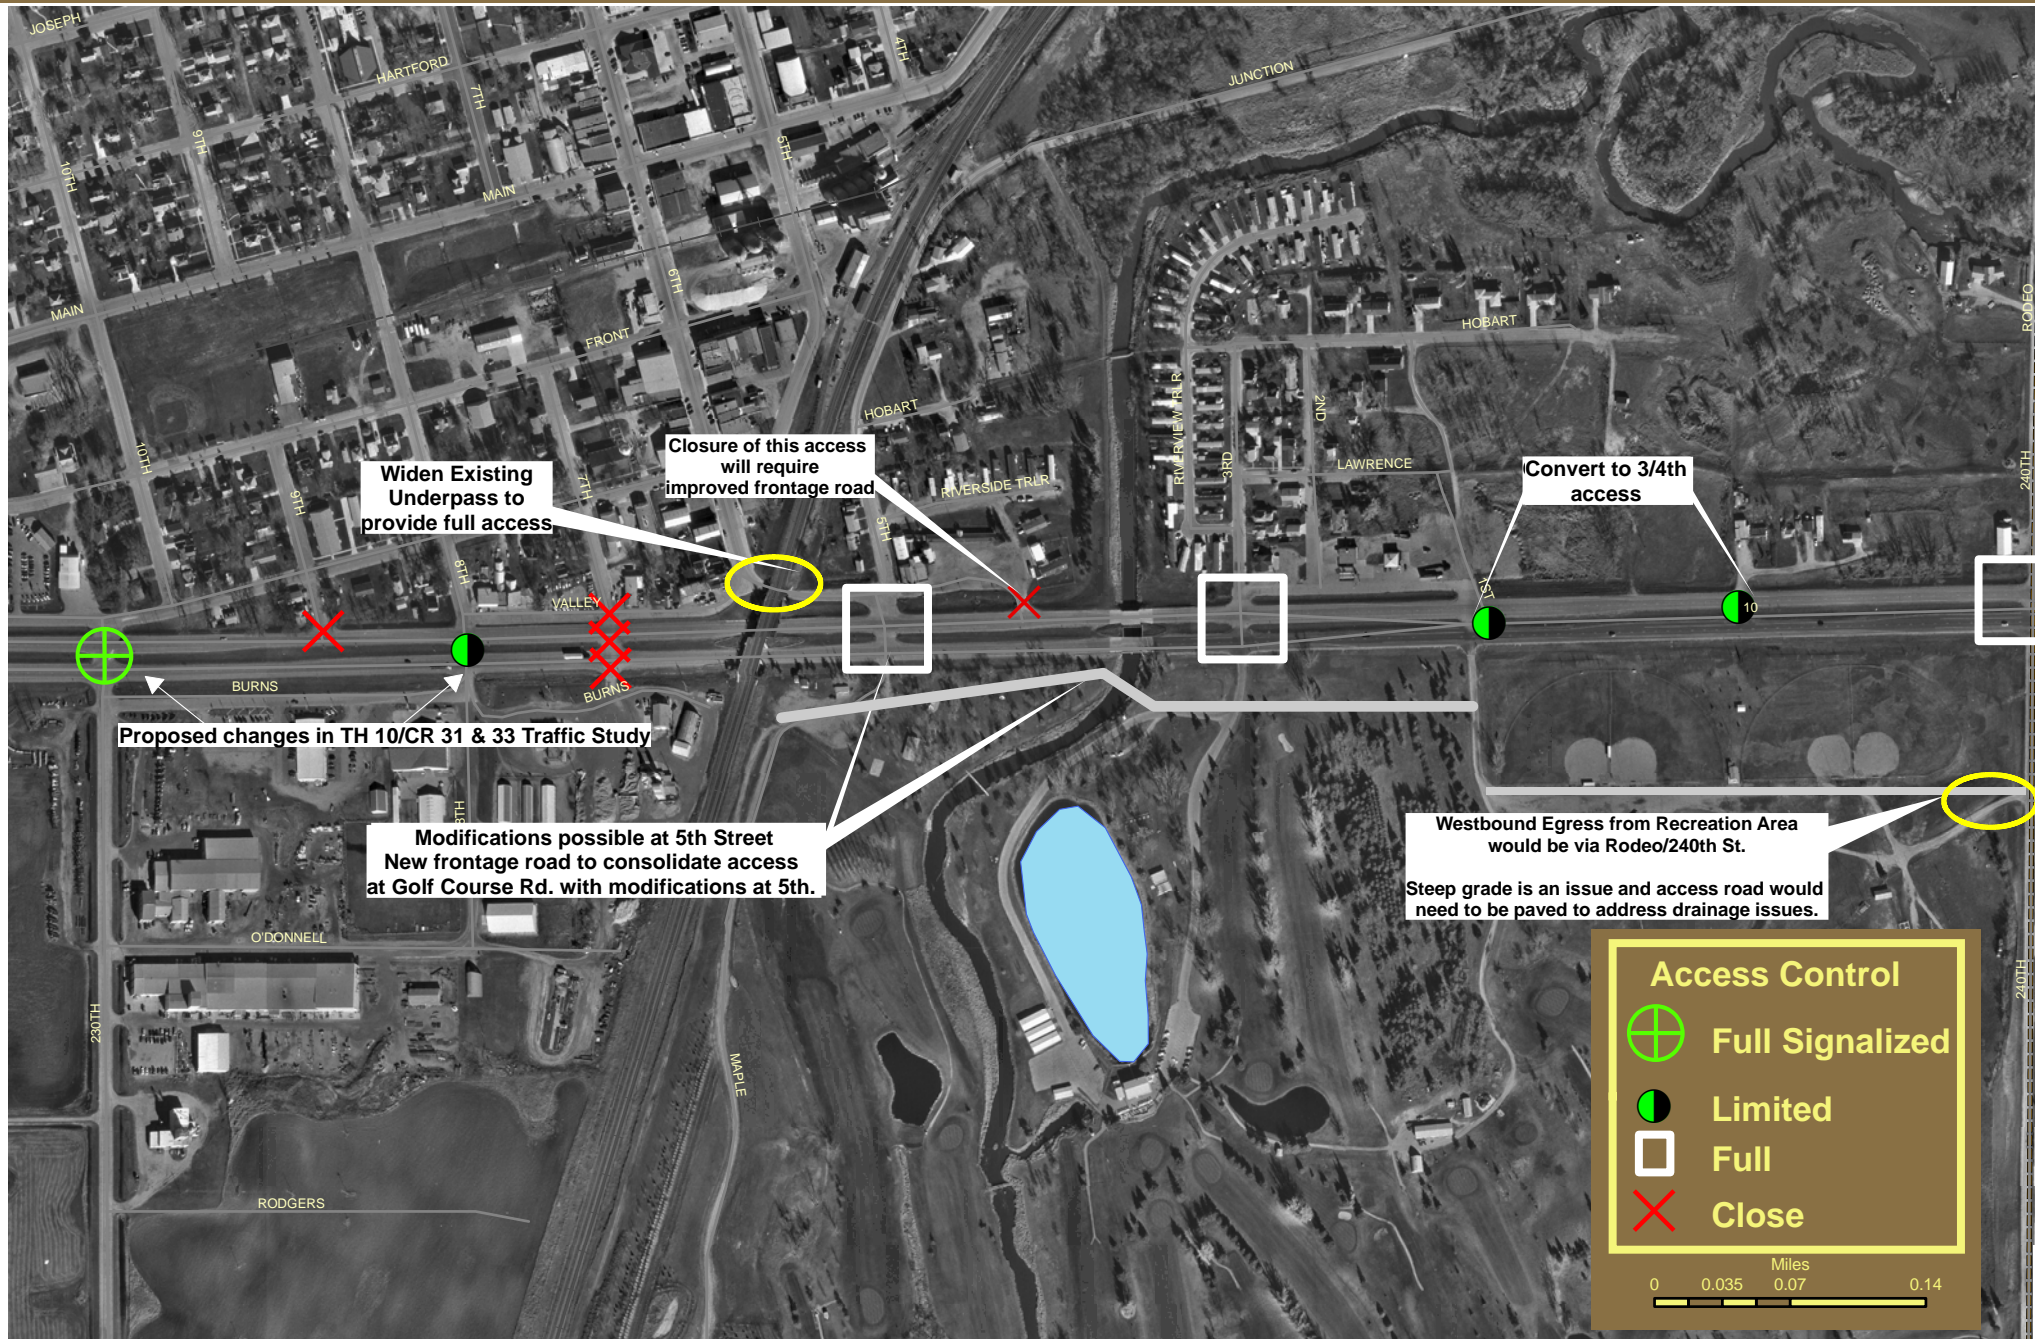 JOSEPH
HARTFORD
4TH
7TH
JUNCTION
9TH
10TH
5TH
MAIN
6TH
MAIN
RODEO
FRONT
HOBART
HOBART
RIVERVIEW TRLR
2ND
3RD
LAWRENCE
10TH
9TH
7TH
Widen Existing
Underpass to
provide full access
Closure of this access
will require
improved frontage road
RIVERSIDE TRLR
5TH
Convert to 3/4th
access
240TH
8TH
VALLEY
1ST
10
BURNS
BURNS
Proposed changes in TH 10/CR 31 & 33 Traffic Study
8TH
Modifications possible at 5th Street
New frontage road to consolidate access
at Golf Course Rd. with modifications at 5th.
Westbound Egress from Recreation Area
would be via Rodeo/240th St.
Steep grade is an issue and access road would
need to be paved to address drainage issues.
O'DONNELL
230TH
MAPLE
240TH
RODGERS
Access Control
Full Signalized
Limited
Full
Close
Miles
0 0.035 0.07 0.14